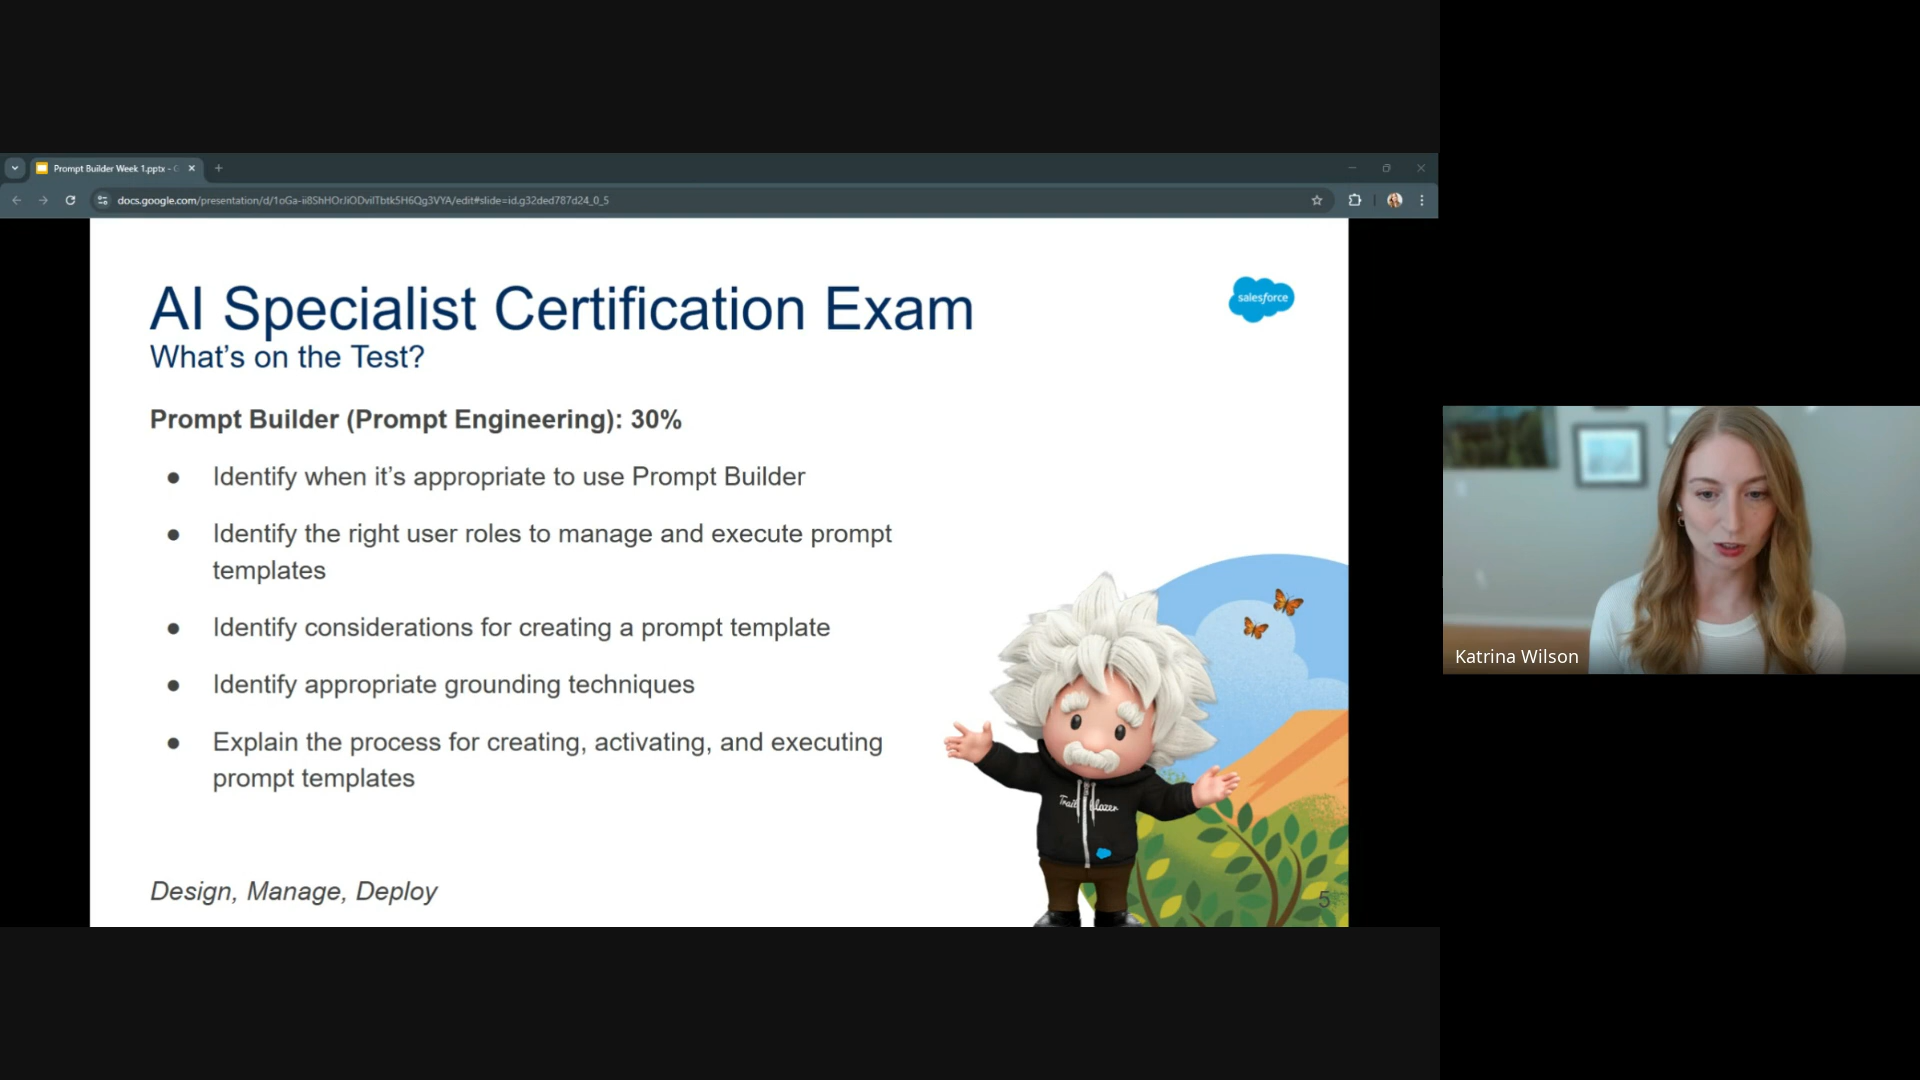 Prompt Builder Week 1.pptx - G
docs.google.com/presentation/d/1oGa-ii8ShHOrJiODvilTbtk5H6Qg3VYA/edit#slide=id.g32ded787d24_0_5
AI Specialist Certification Exam
salesforce
What's on the Test?
Prompt Builder (Prompt Engineering): 30%
● Identify when it's appropriate to use Prompt Builder
● Identify the right user roles to manage and execute prompt
templates
● Identify considerations for creating a prompt template
● Identify appropriate grounding techniques
● Explain the process for creating, activating, and executing
prompt templates
Trailblazer
Design, Manage, Deploy
5
Katrina Wilson